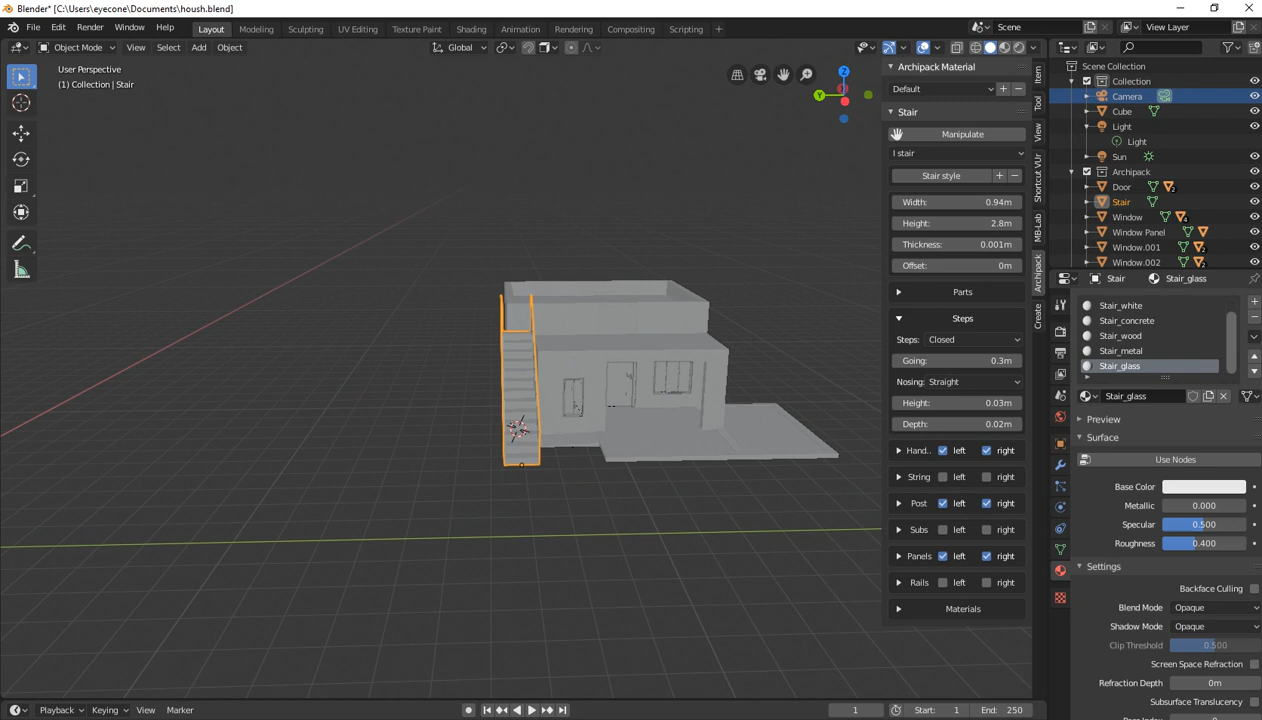 Blender* [C:\Users\eyecone\Documents\housh.blend]
File Edit Render Window Help Layout Modeling Sculpting UV Editing Texture Paint Shading Animation Rendering Compositing Scripting + Scene View Layer
Object Mode View Select Add Object Global
User Perspective
(1) Collection | Stair
X Y Z
Archipack Material
Default
Stair
Manipulate
I stair
Stair style
Width: 0.94m
Height: 2.8m
Thickness: 0.001m
Offset: 0m
Parts
Steps
Steps: Closed
Going: 0.3m
Nosing: Straight
Height: 0.03m
Depth: 0.02m
Hand.. left right
String left right
Post left right
Subs left right
Panels left right
Rails left right
Materials
Item
Tool
View
Shortcut VUr
MB-Lab
Archipack
Create
Scene Collection
Collection
Camera
Cube
Light
Light
Sun
Archipack
Door 2
Stair
Window 4
Window Panel
Window.001 2
Window.002 2
Stair Stair_glass
Stair_white
Stair_concrete
Stair_wood
Stair_metal
Stair_glass
Stair_glass
Preview
Surface
Use Nodes
Base Color
Metallic 0.000
Specular 0.500
Roughness 0.400
Settings
Backface Culling
Blend Mode Opaque
Shadow Mode Opaque
Clip Threshold 0.500
Screen Space Refraction
Refraction Depth 0m
Subsurface Translucency
Pass Index 0
Playback Keying View Marker 1 Start: 1 End: 250